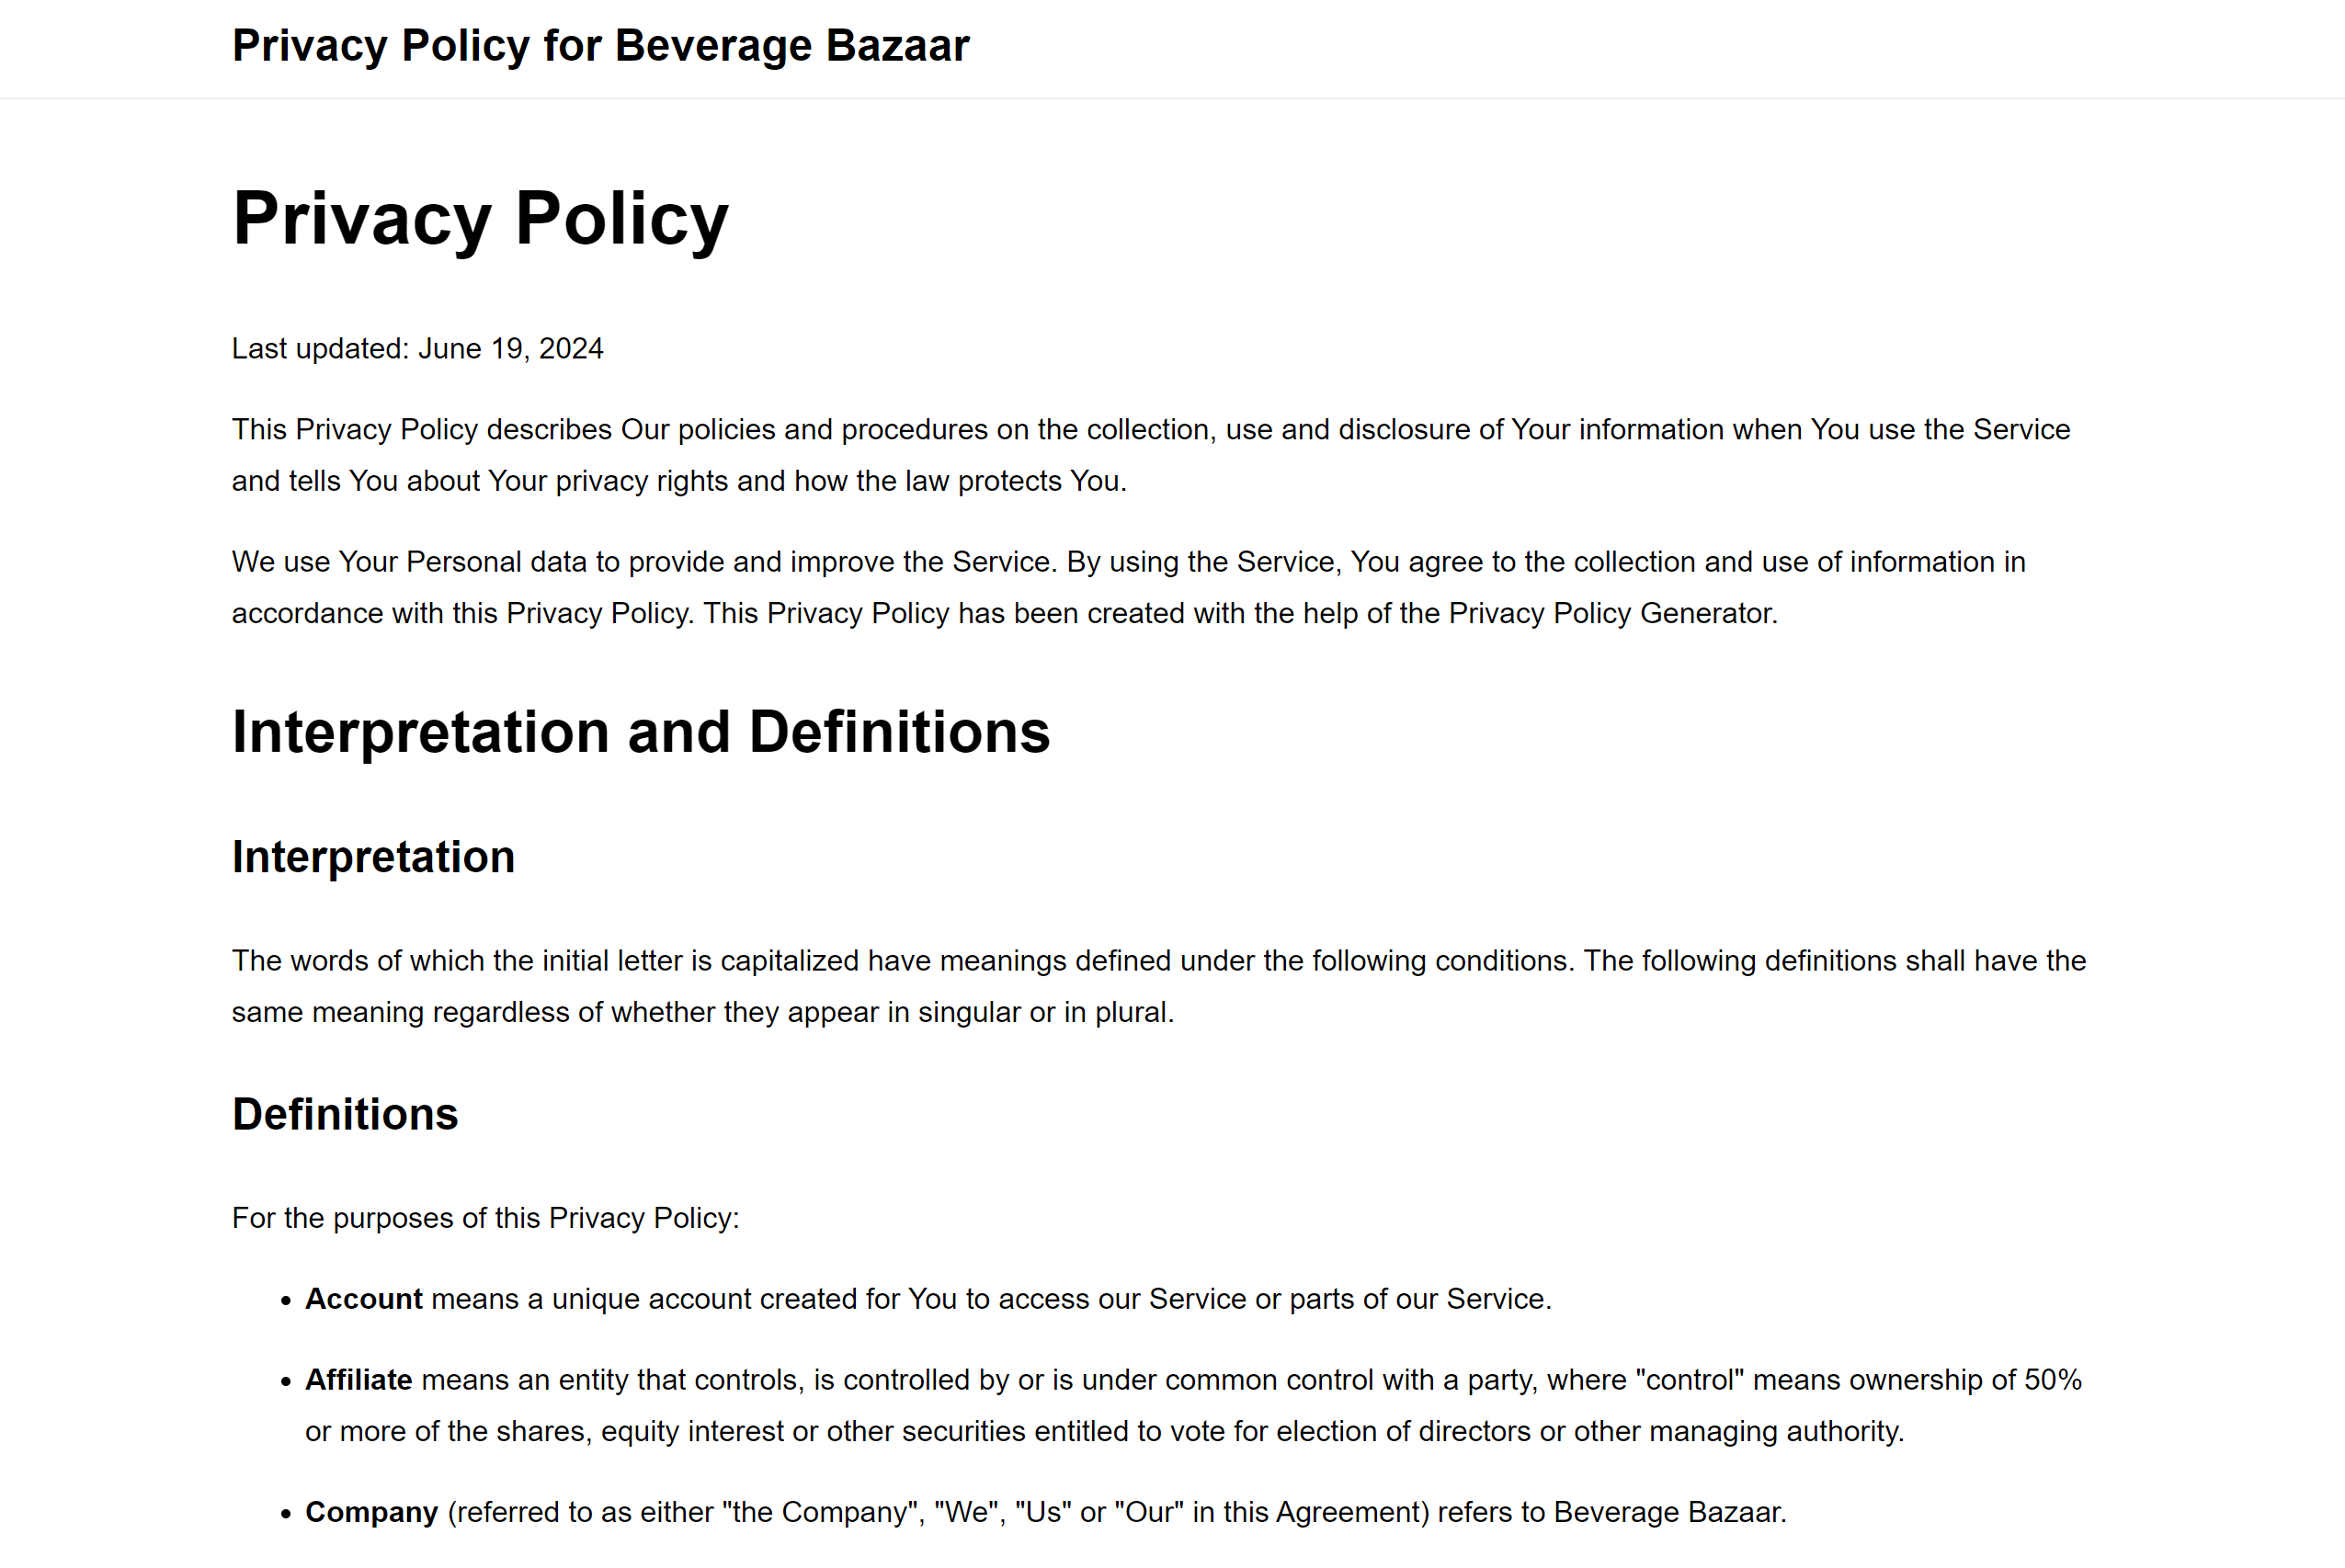 Privacy Policy for Beverage Bazaar
Privacy Policy
Last updated: June 19, 2024
This Privacy Policy describes Our policies and procedures on the collection, use and disclosure of Your information when You use the Service
and tells You about Your privacy rights and how the law protects You.
We use Your Personal data to provide and improve the Service. By using the Service, You agree to the collection and use of information in
accordance with this Privacy Policy. This Privacy Policy has been created with the help of the Privacy Policy Generator.
Interpretation and Definitions
Interpretation
The words of which the initial letter is capitalized have meanings defined under the following conditions. The following definitions shall have the
same meaning regardless of whether they appear in singular or in plural.
Definitions
For the purposes of this Privacy Policy:
• Account means a unique account created for You to access our Service or parts of our Service.
• Affiliate means an entity that controls, is controlled by or is under common control with a party, where "control" means ownership of 50%
or more of the shares, equity interest or other securities entitled to vote for election of directors or other managing authority.
• Company (referred to as either "the Company", "We", "Us" or "Our" in this Agreement) refers to Beverage Bazaar.